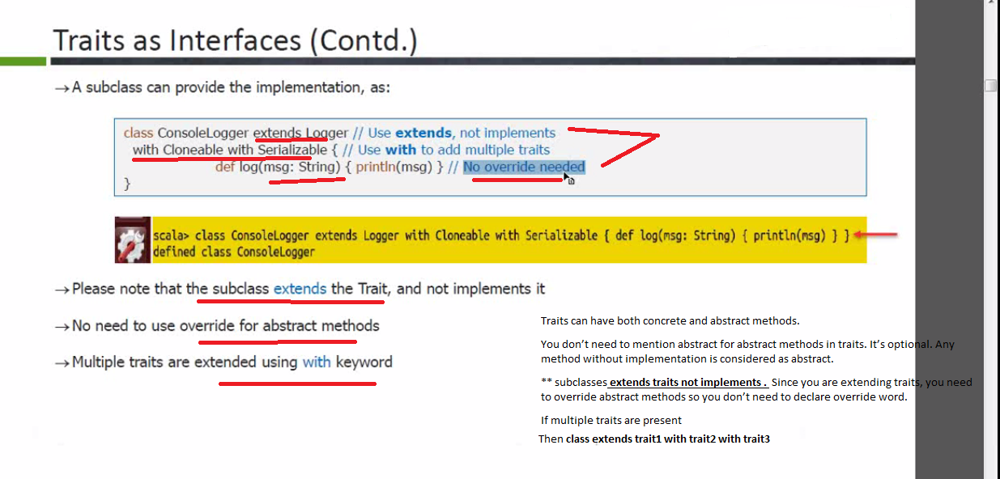 Traits as Interfaces (Contd.)
→A subclass can provide the implementation, as:
class ConsoleLogger extends Logger // Use extends, not implements
with Cloneable with Serializable { // Use with to add multiple traits
def log(msg: String) { println(msg) } // No override needed
}
scala> class ConsoleLogger extends Logger with Cloneable with Serializable { def log(msg: String) { println(msg) } }
defined class ConsoleLogger
→Please note that the subclass extends the Trait, and not implements it
→No need to use override for abstract methods
→Multiple traits are extended using with keyword
Traits can have both concrete and abstract methods.
You don’t need to mention abstract for abstract methods in traits. It’s optional. Any
method without implementation is considered as abstract.
** subclasses extends traits not implements . Since you are extending traits, you need
to override abstract methods so you don’t need to declare override word.
If multiple traits are present
Then class extends trait1 with trait2 with trait3